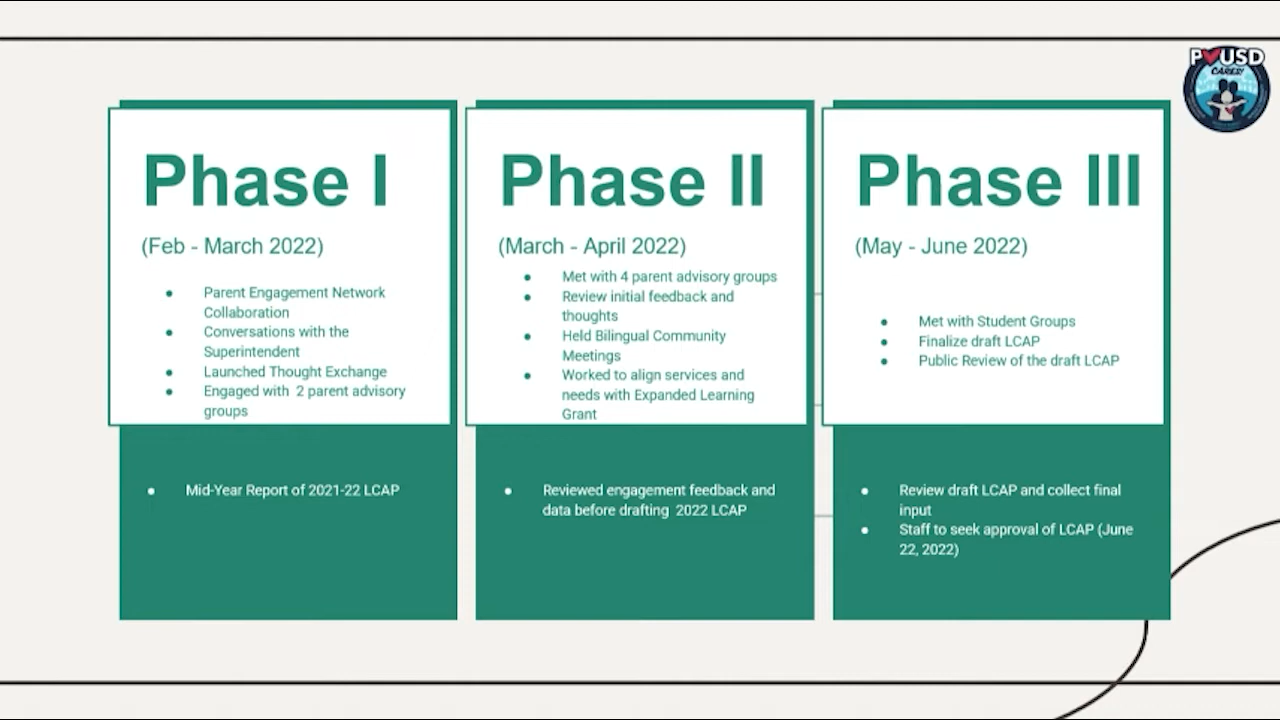 P USD
CARES!
Phase I
(Feb - March 2022)
Parent Engagement Network
Collaboration
Conversations with the
Superintendent
Launched Thought Exchange
Engaged with 2 parent advisory
groups
Mid-Year Report of 2021-22 LCAP
Phase II
(March - April 2022)
Met with 4 parent advisory groups
Review initial feedback and
thoughts
Held Bilingual Community
Meetings
Worked to align services and
needs with Expanded Learning
Grant
Reviewed engagement feedback and
data before drafting 2022 LCAP
Phase III
(May - June 2022)
Met with Student Groups
Finalize draft LCAP
Public Review of the draft LCAP
Review draft LCAP and collect final
input
Staff to seek approval of LCAP (June
22, 2022)